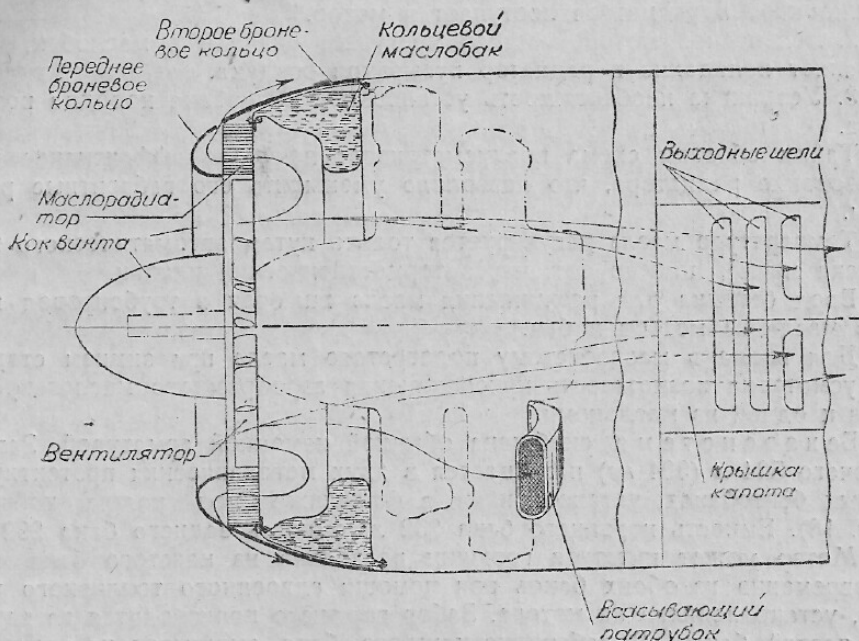 Второе броне-
вое кольцо
Кольцевой
маслобак
Переднее
броневое
кольцо
Выходные щели
Маслорадиа-
тор
Кок винта
Вентилятор
Крышка
капота
Всасывающий
патрубок